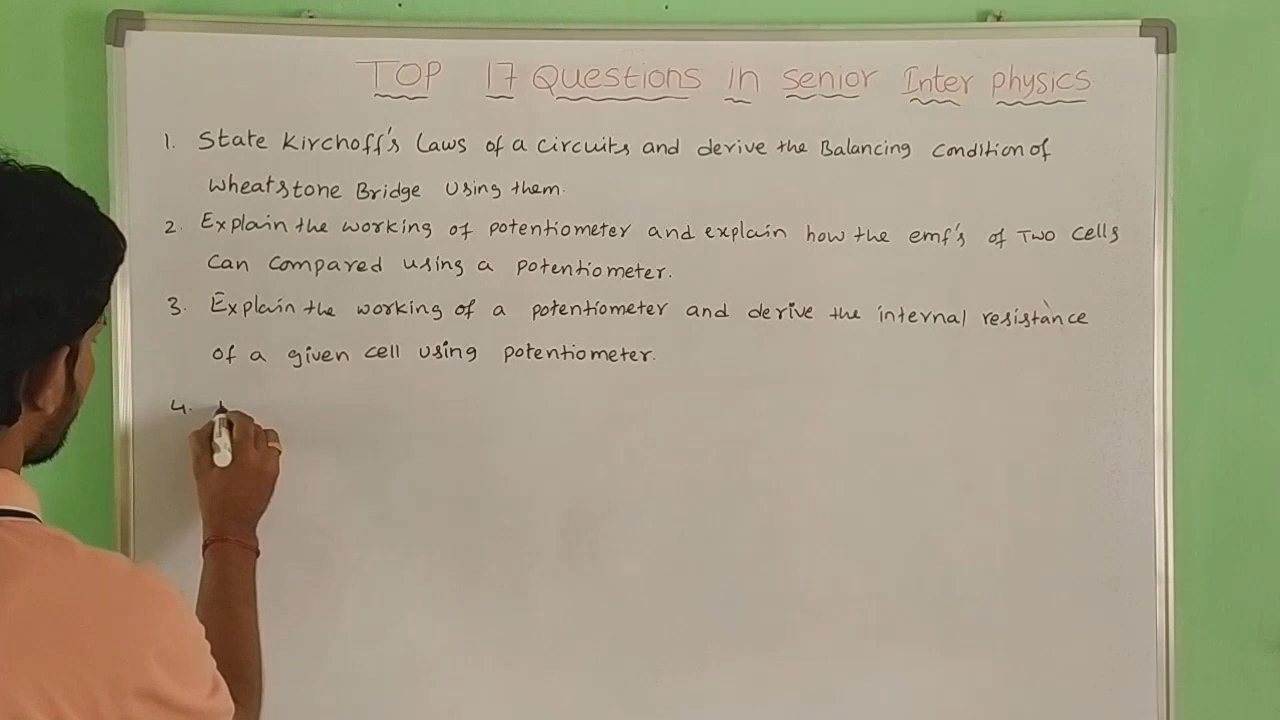 TOP 17 Questions in senior Inter physics
1. State Kirchoff's Laws of a circuits and derive the Balancing condition of
wheatstone Bridge using them.
2. Explain the working of potentiometer and explain how the emf's of Two cells
can compared using a potentiometer.
3. Explain the working of a potentiometer and derive the internal resistance
of a given cell using potentiometer.
4.